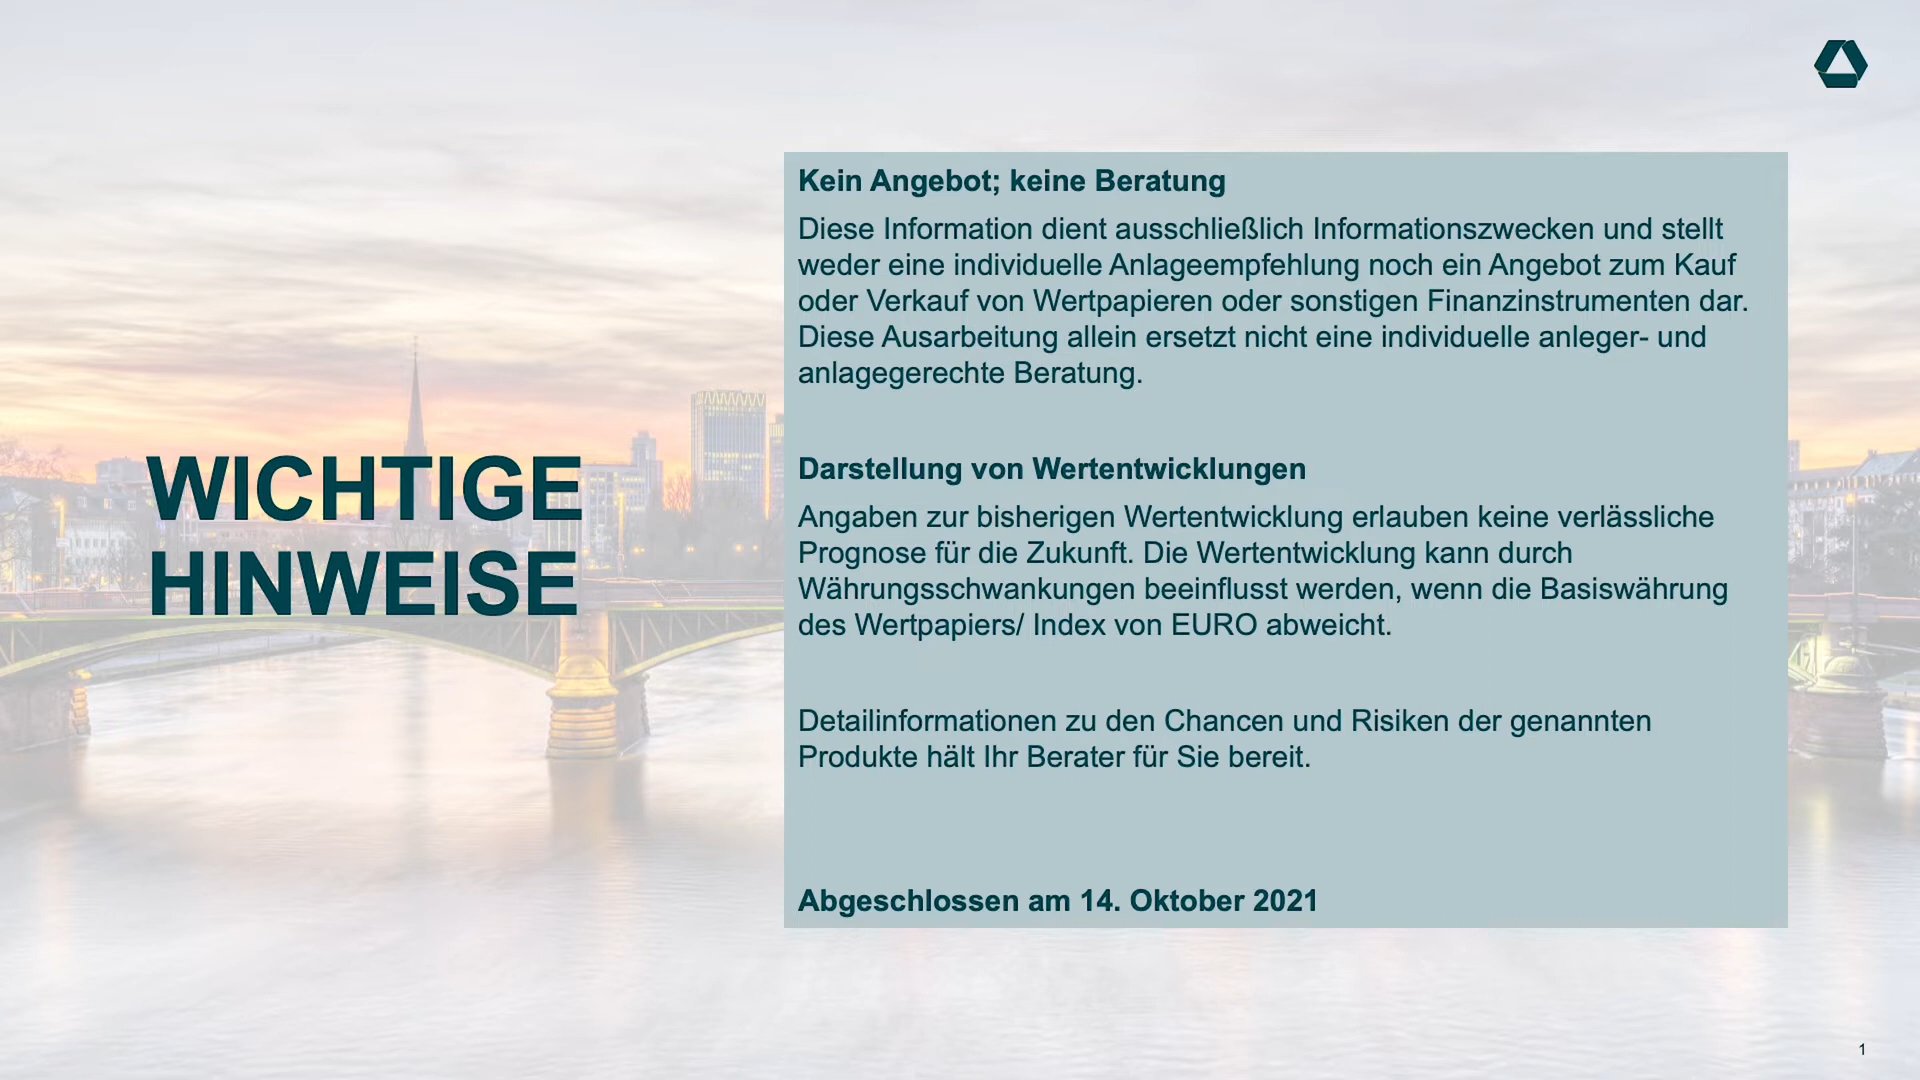 WICHTIGE
HINWEISE
Kein Angebot; keine Beratung
Diese Information dient ausschließlich Informationszwecken und stellt
weder eine individuelle Anlageempfehlung noch ein Angebot zum Kauf
oder Verkauf von Wertpapieren oder sonstigen Finanzinstrumenten dar.
Diese Ausarbeitung allein ersetzt nicht eine individuelle anleger- und
anlagegerechte Beratung.
Darstellung von Wertentwicklungen
Angaben zur bisherigen Wertentwicklung erlauben keine verlässliche
Prognose für die Zukunft. Die Wertentwicklung kann durch
Währungsschwankungen beeinflusst werden, wenn die Basiswährung
des Wertpapiers/ Index von EURO abweicht.
Detailinformationen zu den Chancen und Risiken der genannten
Produkte hält Ihr Berater für Sie bereit.
Abgeschlossen am 14. Oktober 2021
1